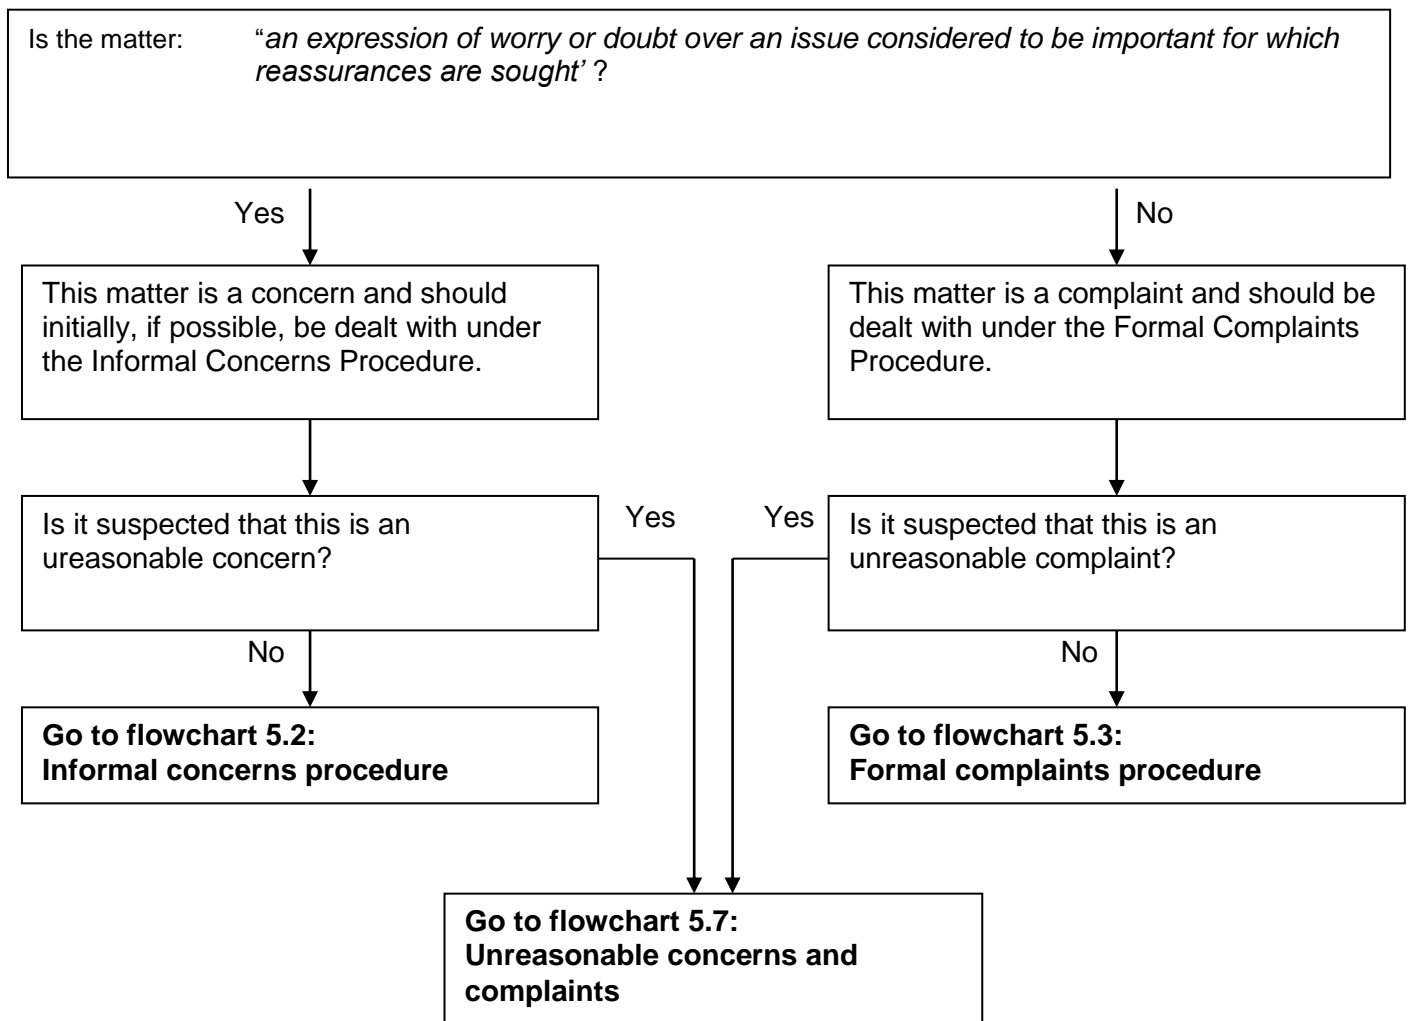 Is the matter: “an expression of worry or doubt over an issue considered to be important for which
reassurances are sought’ ?
Yes
No
This matter is a concern and should
initially, if possible, be dealt with under
the Informal Concerns Procedure.
This matter is a complaint and should be
dealt with under the Formal Complaints
Procedure.
Is it suspected that this is an
ureasonable concern?
Yes
Yes
Is it suspected that this is an
unreasonable complaint?
No
No
Go to flowchart 5.2:
Informal concerns procedure
Go to flowchart 5.3:
Formal complaints procedure
Go to flowchart 5.7:
Unreasonable concerns and
complaints